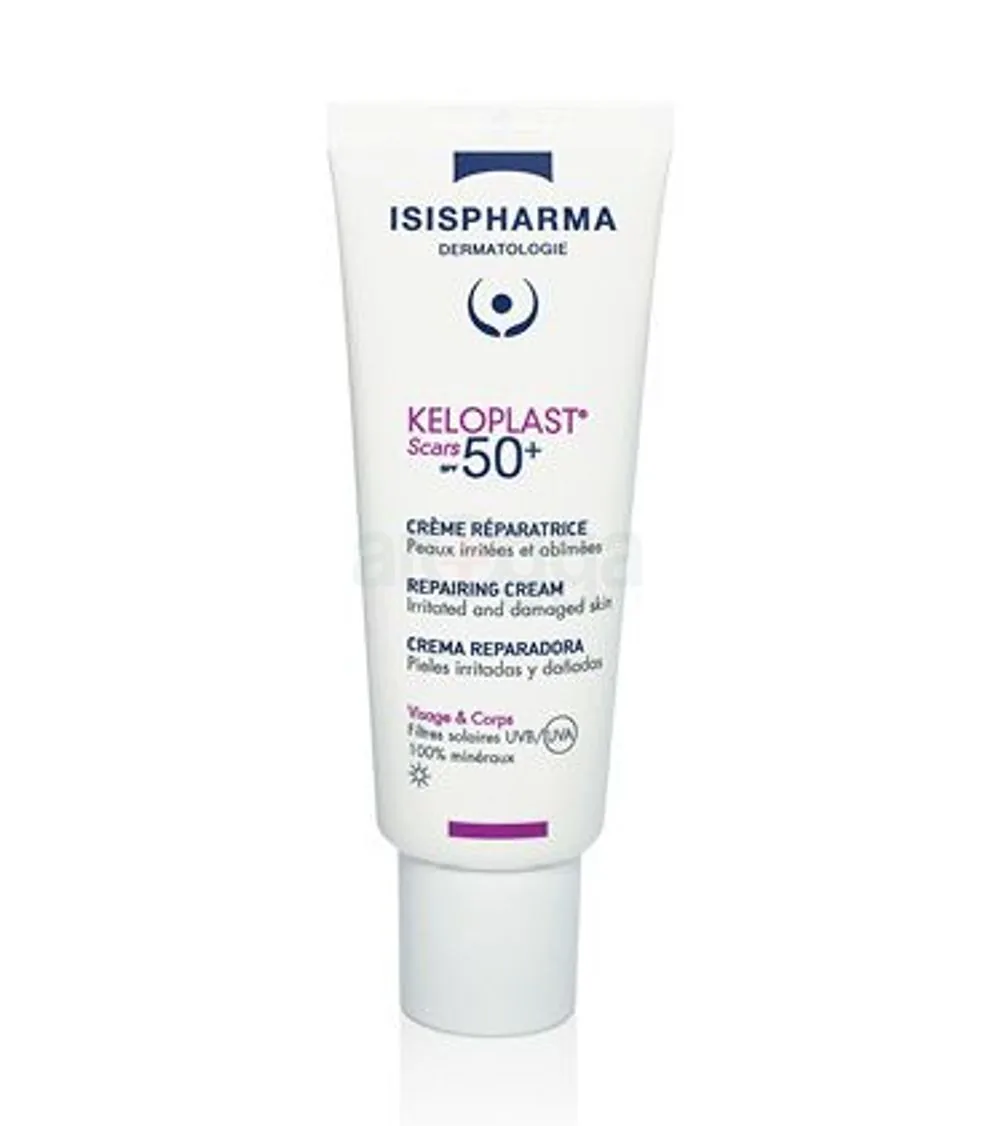 ISISPHARMA
DERMATOLOGIE
KELOPLAST®
Scars
SPF 50+
CRÈME RÉPARATRICE
Peaux irritées et abîmées
REPAIRING CREAM
Irritated and damaged skin
CREMA REPARADORA
Pieles irritadas y dañadas
Visage & Corps
Filtres solaires UVB/UVA
100% minéraux